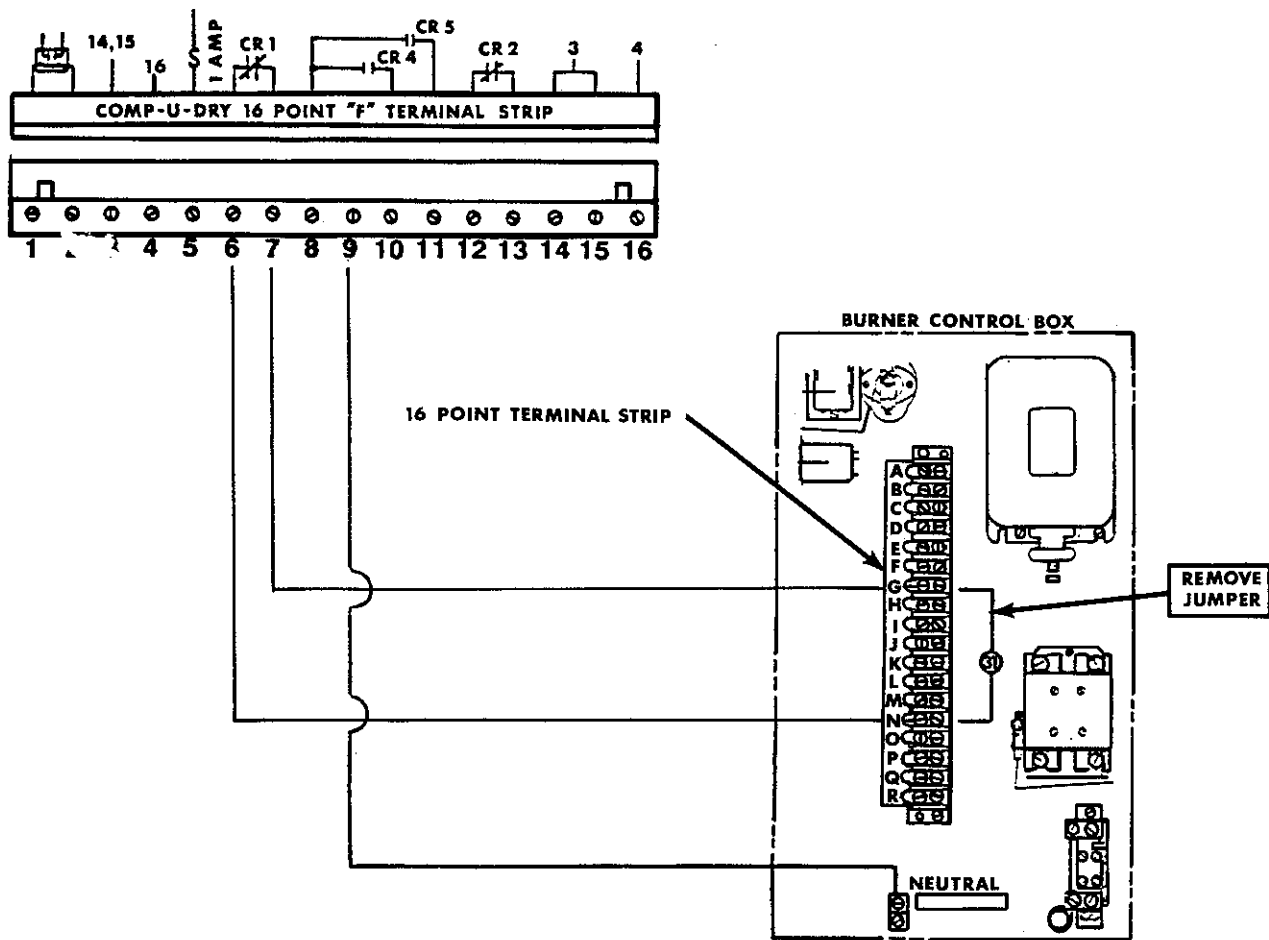 14,15
16
1 AMP
CR 1
CR 5
CR 4
CR 2
3
4
COMP-U-DRY 16 POINT "F" TERMINAL STRIP
1 4 5 6 7 8 9 10 11 12 13 14 15 16
BURNER CONTROL BOX
16 POINT TERMINAL STRIP
A
B
C
D
E
F
G
H
I
J
K
L
M
N
O
P
Q
R
REMOVE
JUMPER
31
NEUTRAL